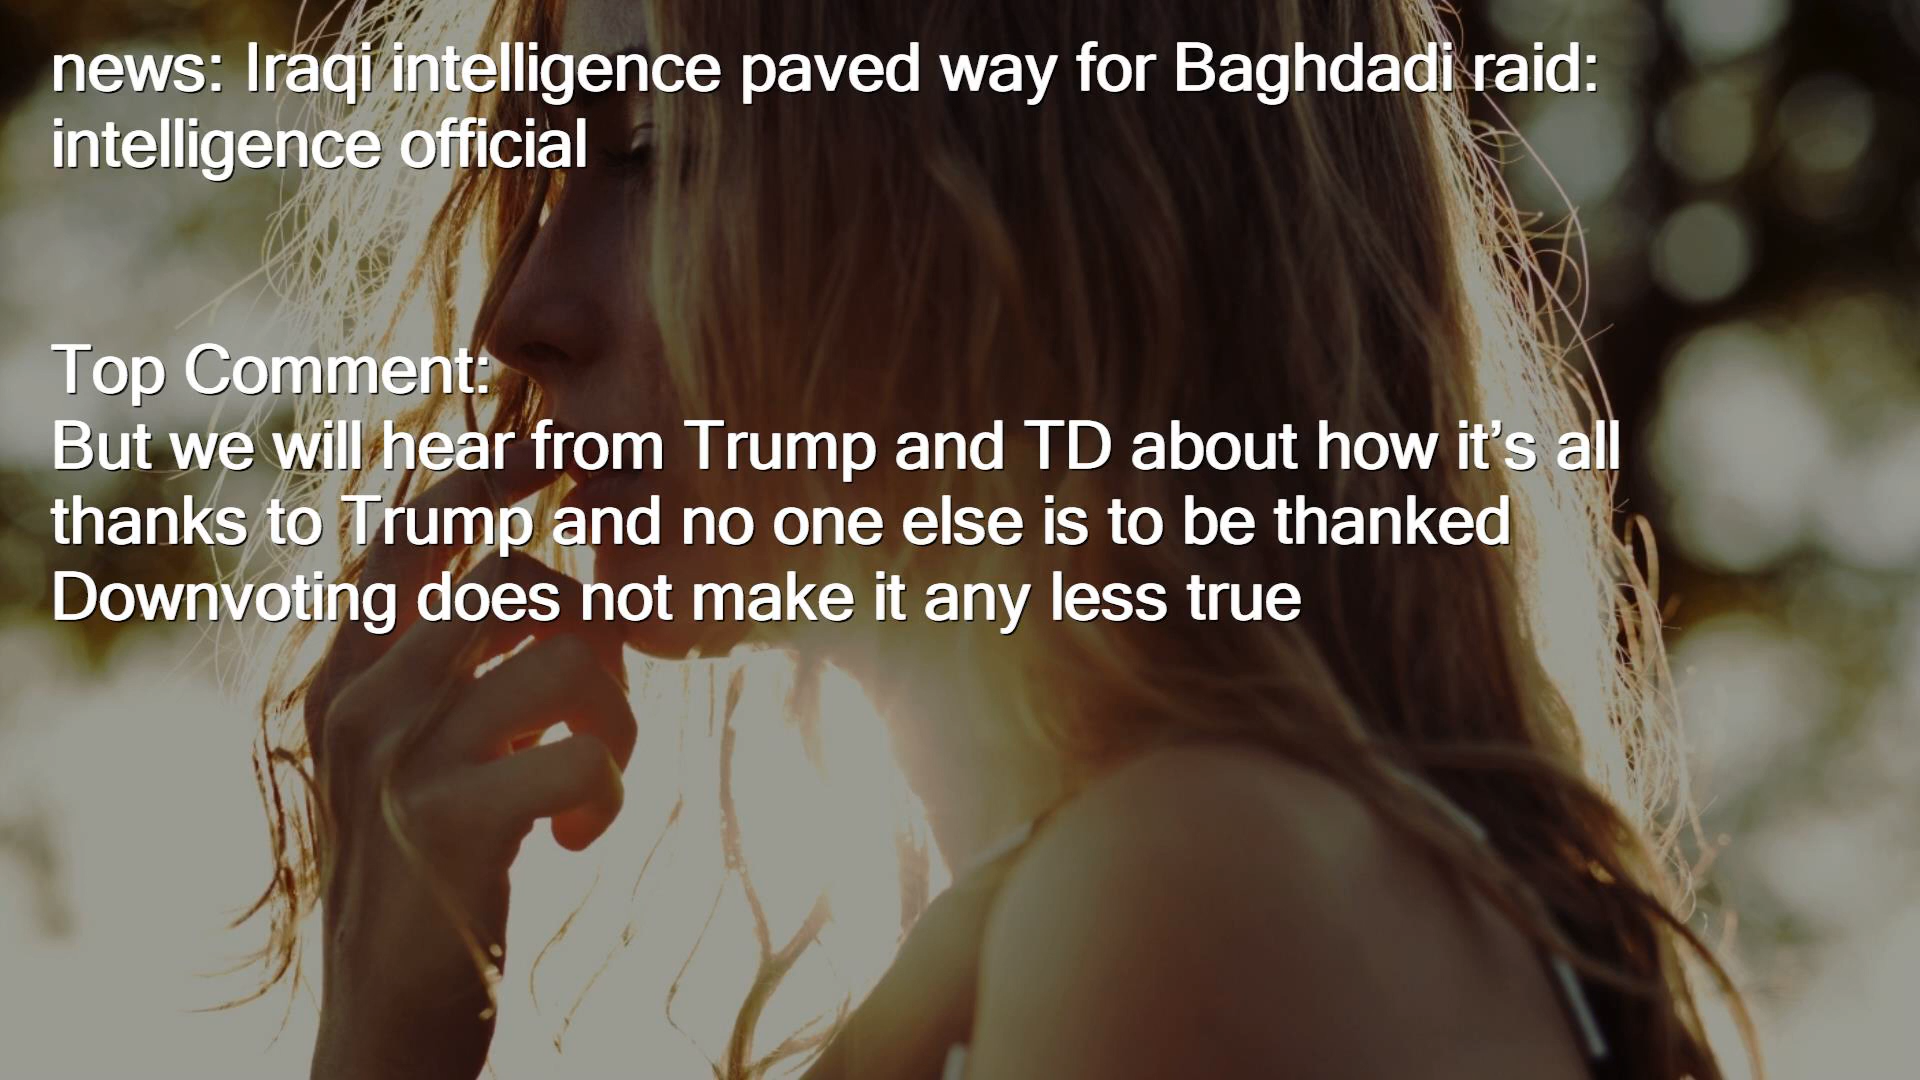 news: Iraqi intelligence paved way for Baghdadi raid:
intelligence official
Top Comment:
But we will hear from Trump and TD about how it’s all
thanks to Trump and no one else is to be thanked
Downvoting does not make it any less true